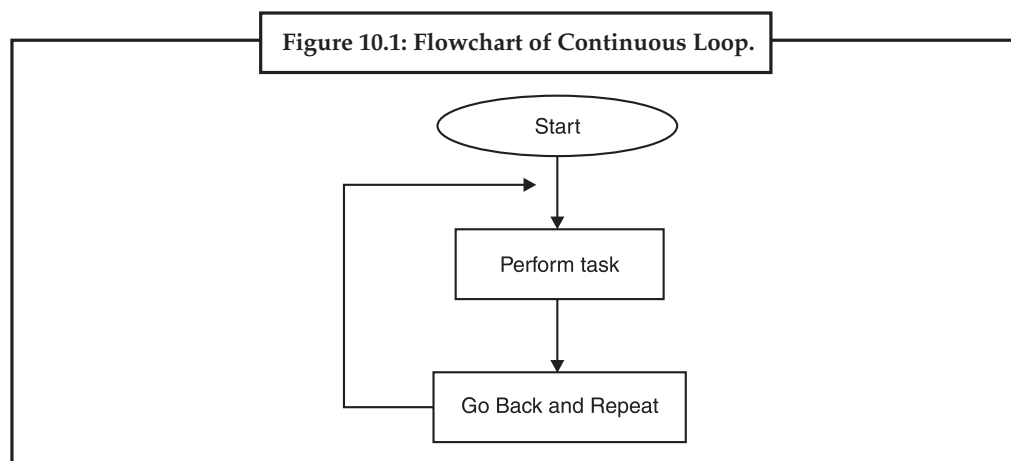 Figure 10.1: Flowchart of Continuous Loop.
Start
Perform task
Go Back and Repeat